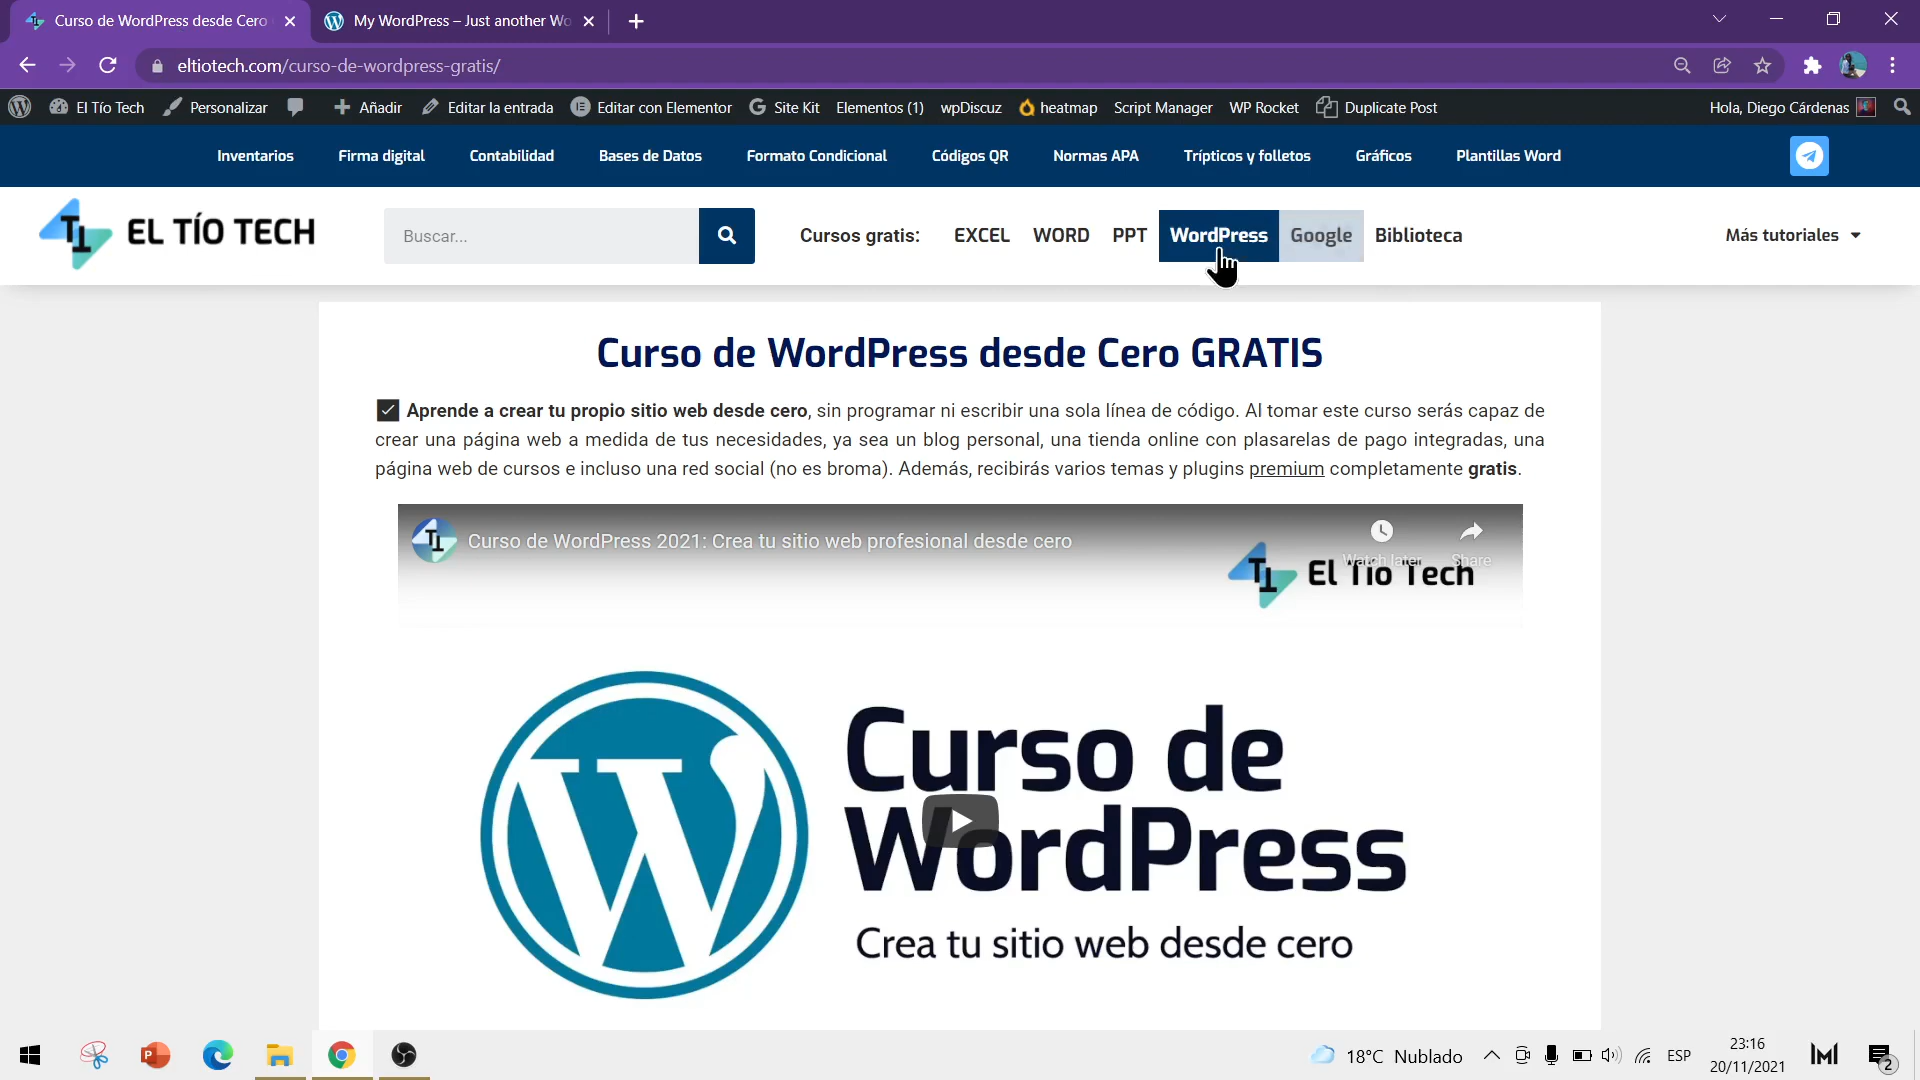 Curso de WordPress desde Cero
My WordPress – Just another Wo
eltiotech.com/curso-de-wordpress-gratis/
El Tío Tech Personalizar Añadir Editar la entrada Editar con Elementor Site Kit Elementos (1) wpDiscuz heatmap Script Manager WP Rocket Duplicate Post Hola, Diego Cárdenas
Inventarios Firma digital Contabilidad Bases de Datos Formato Condicional Códigos QR Normas APA Trípticos y folletos Gráficos Plantillas Word
EL TÍO TECH Buscar... Cursos gratis: EXCEL WORD PPT WordPress Google Biblioteca Más tutoriales
Curso de WordPress desde Cero GRATIS
Aprende a crear tu propio sitio web desde cero, sin programar ni escribir una sola línea de código. Al tomar este curso serás capaz de
crear una página web a medida de tus necesidades, ya sea un blog personal, una tienda online con plasarelas de pago integradas, una
página web de cursos e incluso una red social (no es broma). Además, recibirás varios temas y plugins premium completamente gratis.
Curso de WordPress 2021: Crea tu sitio web profesional desde cero
Watch later Share
El Tío Tech
Curso de
WordPress
Crea tu sitio web desde cero
18°C Nublado ESP 23:16
20/11/2021
2